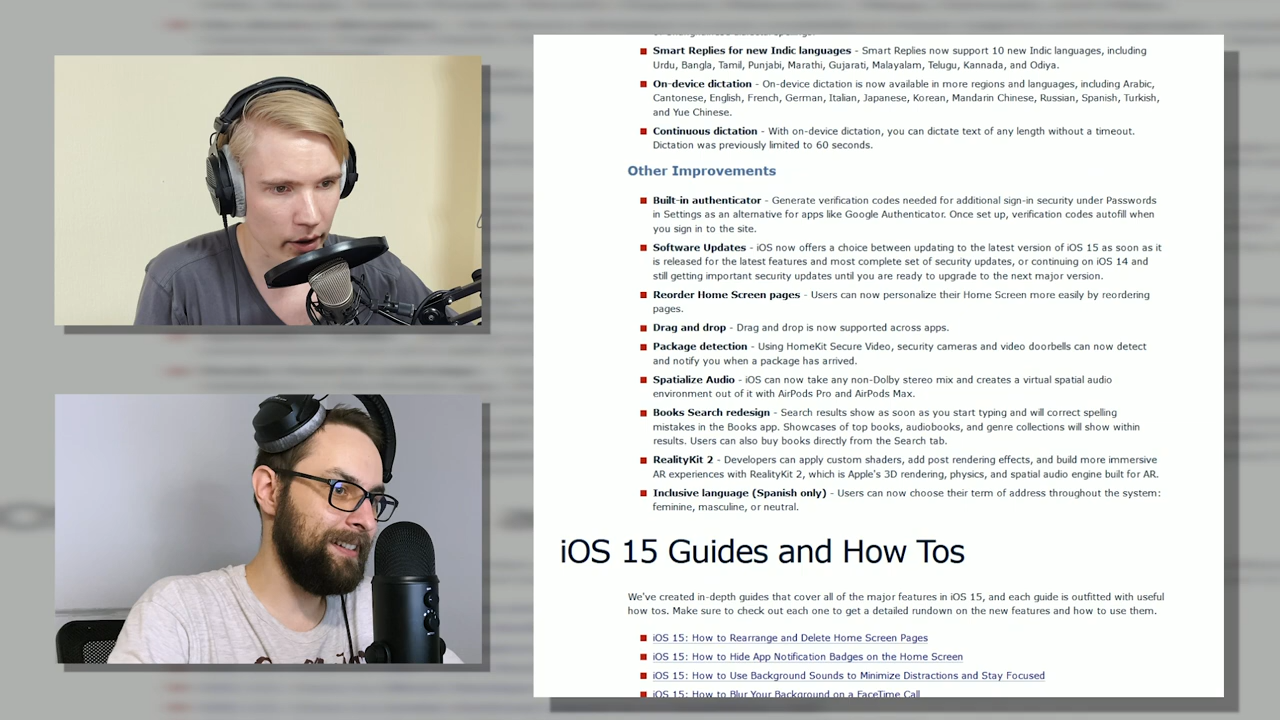 Smart Replies for new Indic languages - Smart Replies now support 10 new Indic languages, including
Urdu, Bangla, Tamil, Punjabi, Marathi, Gujarati, Malayalam, Telugu, Kannada, and Odiya.
On-device dictation - On-device dictation is now available in more regions and languages, including Arabic,
Cantonese, English, French, German, Italian, Japanese, Korean, Mandarin Chinese, Russian, Spanish, Turkish,
and Yue Chinese.
Continuous dictation - With on-device dictation, you can dictate text of any length without a timeout.
Dictation was previously limited to 60 seconds.
Other Improvements
Built-in authenticator - Generate verification codes needed for additional sign-in security under Passwords
in Settings as an alternative for apps like Google Authenticator. Once set up, verification codes autofill when
you sign in to the site.
Software Updates - iOS now offers a choice between updating to the latest version of iOS 15 as soon as it
is released for the latest features and most complete set of security updates, or continuing on iOS 14 and
still getting important security updates until you are ready to upgrade to the next major version.
Reorder Home Screen pages - Users can now personalize their Home Screen more easily by reordering
pages.
Drag and drop - Drag and drop is now supported across apps.
Package detection - Using HomeKit Secure Video, security cameras and video doorbells can now detect
and notify you when a package has arrived.
Spatialize Audio - iOS can now take any non-Dolby stereo mix and creates a virtual spatial audio
environment out of it with AirPods Pro and AirPods Max.
Books Search redesign - Search results show as soon as you start typing and will correct spelling
mistakes in the Books app. Showcases of top books, audiobooks, and genre collections will show within
results. Users can also buy books directly from the Search tab.
RealityKit 2 - Developers can apply custom shaders, add post rendering effects, and build more immersive
AR experiences with RealityKit 2, which is Apple's 3D rendering, physics, and spatial audio engine built for AR.
Inclusive language (Spanish only) - Users can now choose their term of address throughout the system:
feminine, masculine, or neutral.
iOS 15 Guides and How Tos
We've created in-depth guides that cover all of the major features in iOS 15, and each guide is outfitted with useful
how tos. Make sure to check out each one to get a detailed rundown on the new features and how to use them.
iOS 15: How to Rearrange and Delete Home Screen Pages
iOS 15: How to Hide App Notification Badges on the Home Screen
iOS 15: How to Use Background Sounds to Minimize Distractions and Stay Focused
iOS 15: How to Blur Your Background on a FaceTime Call